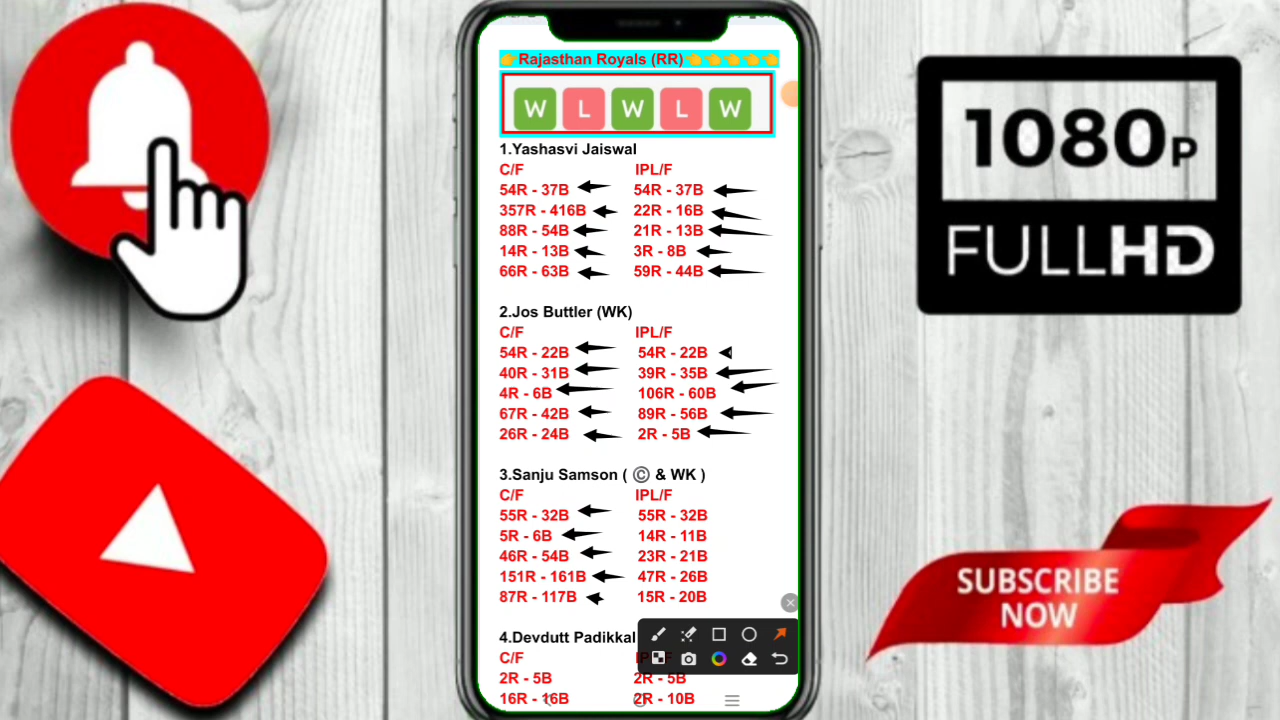 👉Rajasthan Royals (RR)👈👈👈👈👈
W L W L W
1.Yashasvi Jaiswal
C/F IPL/F
54R - 37B 54R - 37B
357R - 416B 22R - 16B
88R - 54B 21R - 13B
14R - 13B 3R - 8B
66R - 63B 59R - 44B
2.Jos Buttler (WK)
C/F IPL/F
54R - 22B 54R - 22B
40R - 31B 39R - 35B
4R - 6B 106R - 60B
67R - 42B 89R - 56B
26R - 24B 2R - 5B
3.Sanju Samson ( © & WK )
C/F IPL/F
55R - 32B 55R - 32B
5R - 6B 14R - 11B
46R - 54B 23R - 21B
151R - 161B 47R - 26B
87R - 117B 15R - 20B
4.Devdutt Padikkal
C/F
2R - 5B 2R - 5B
16R - 16B 2R - 10B
1080P
FULLHD
SUBSCRIBE
NOW